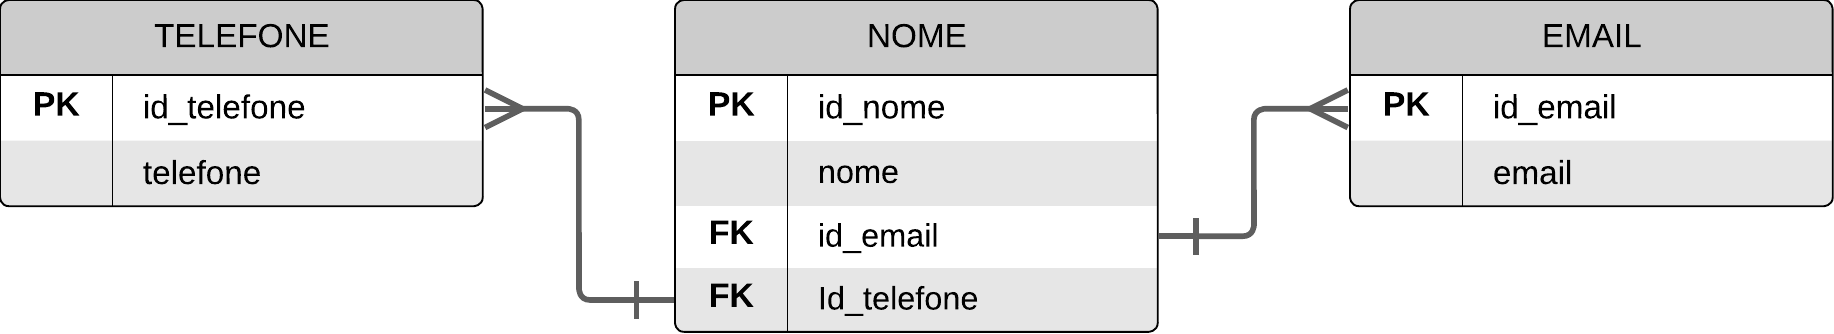 TELEFONE
PK id_telefone
telefone
NOME
PK id_nome
nome
FK id_email
FK Id_telefone
EMAIL
PK id_email
email